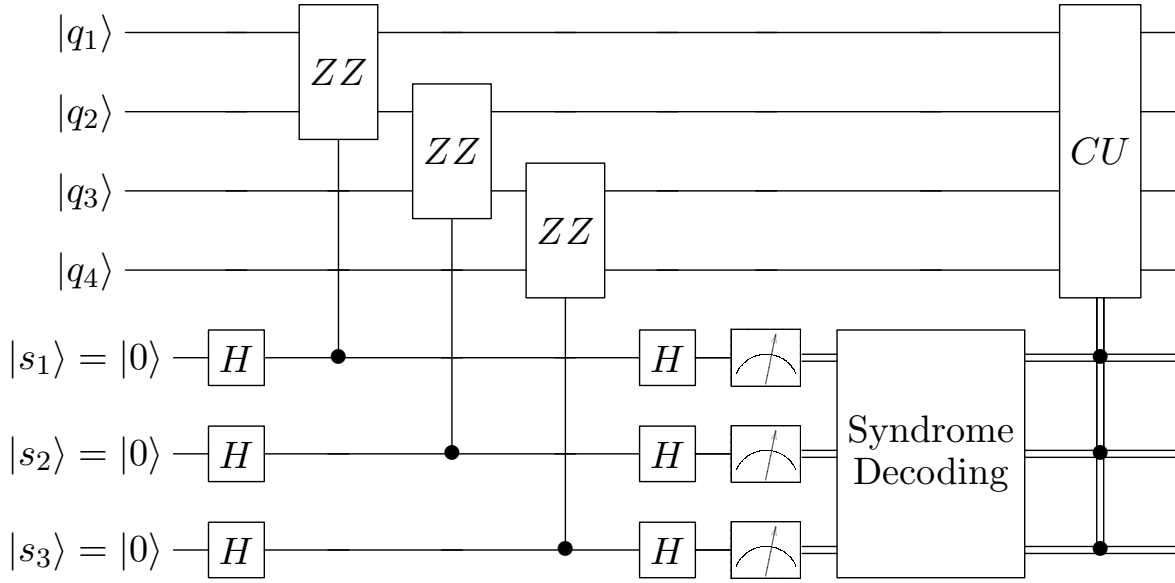 |q₁⟩
ZZ
|q₂⟩
ZZ
CU
|q₃⟩
ZZ
|q₄⟩
|s₁⟩ = |0⟩ H H
|s₂⟩ = |0⟩ H H
Syndrome
Decoding
|s₃⟩ = |0⟩ H H